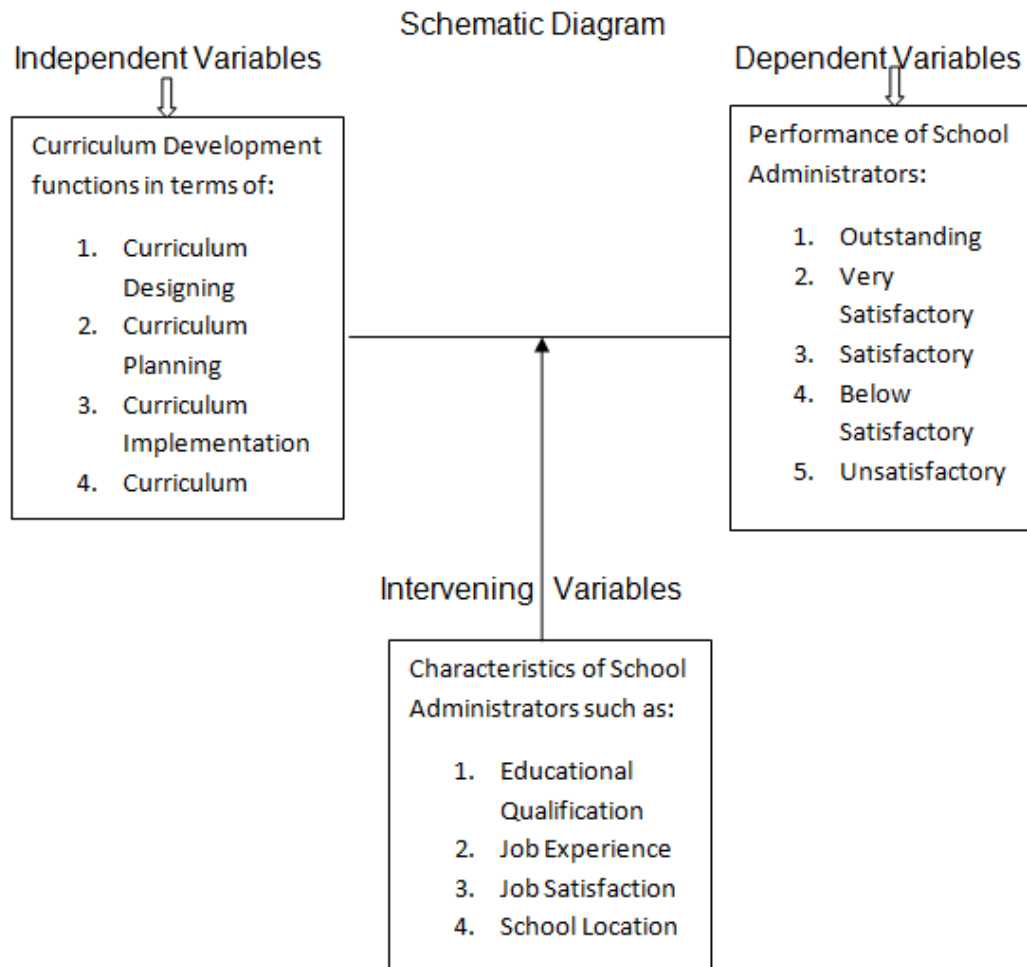 Schematic Diagram
Independent Variables
Dependent Variables
Curriculum Development
functions in terms of:
1. Curriculum
Designing
2. Curriculum
Planning
3. Curriculum
Implementation
4. Curriculum
Performance of School
Administrators:
1. Outstanding
2. Very
Satisfactory
3. Satisfactory
4. Below
Satisfactory
5. Unsatisfactory
Intervening Variables
Characteristics of School
Administrators such as:
1. Educational
Qualification
2. Job Experience
3. Job Satisfaction
4. School Location